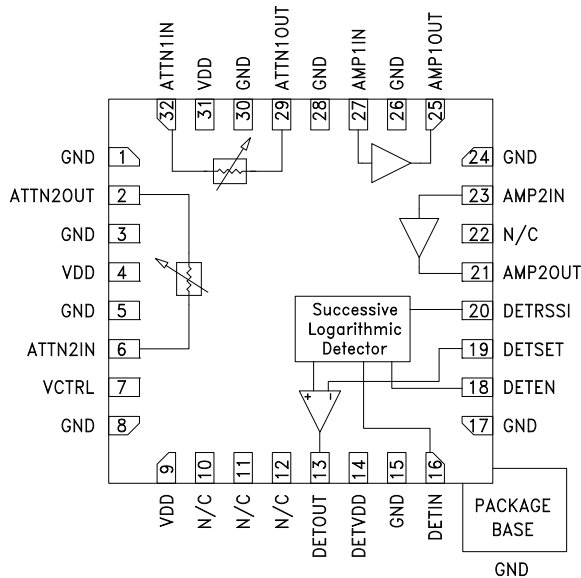 ATTN1IN
VDD
GND
ATTN1OUT
GND
AMP1IN
GND
AMP1OUT
32
31
30
29
28
27
26
25
GND 1
ATTN2OUT 2
GND 3
VDD 4
GND 5
ATTN2IN 6
VCTRL 7
GND 8
24 GND
23 AMP2IN
22 N/C
21 AMP2OUT
20 DETRSSI
19 DETSET
18 DETEN
17 GND
Successive
Logarithmic
Detector
+ −
9
10
11
12
13
14
15
16
VDD
N/C
N/C
N/C
DETOUT
DETVDD
GND
DETIN
PACKAGE
BASE
GND